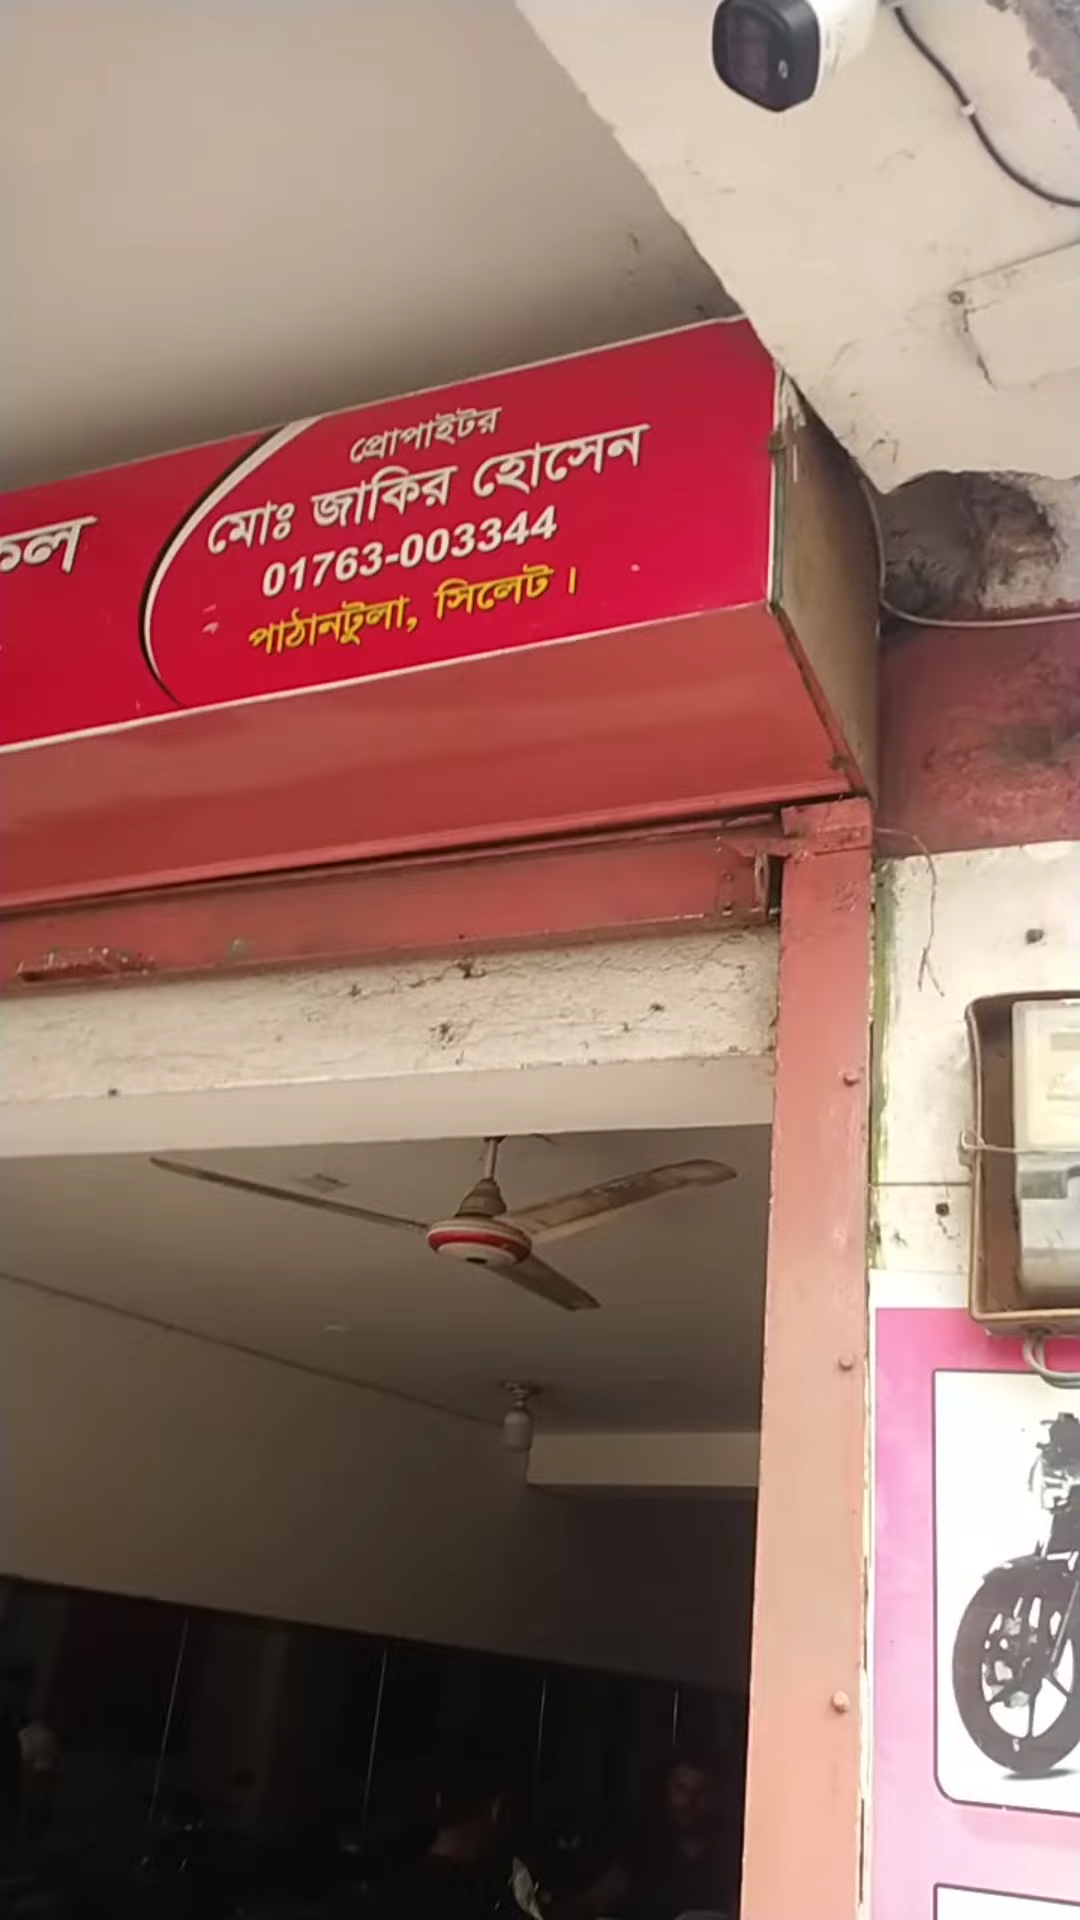 প্রোপাইটর
মোঃ জাকির হোসেন
01763-003344
পাঠানটুলা, সিলেট।